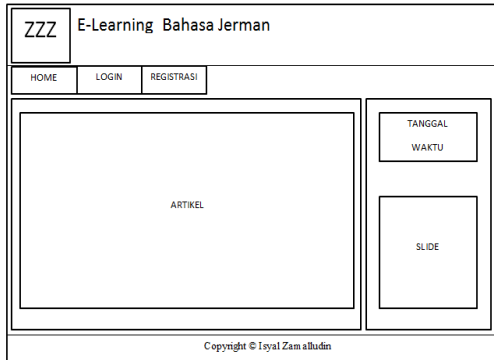 ZZZ
E-Learning Bahasa Jerman
HOME
LOGIN
REGISTRASI
ARTIKEL
TANGGAL
WAKTU
SLIDE
Copyright © Isyal Zamalludin